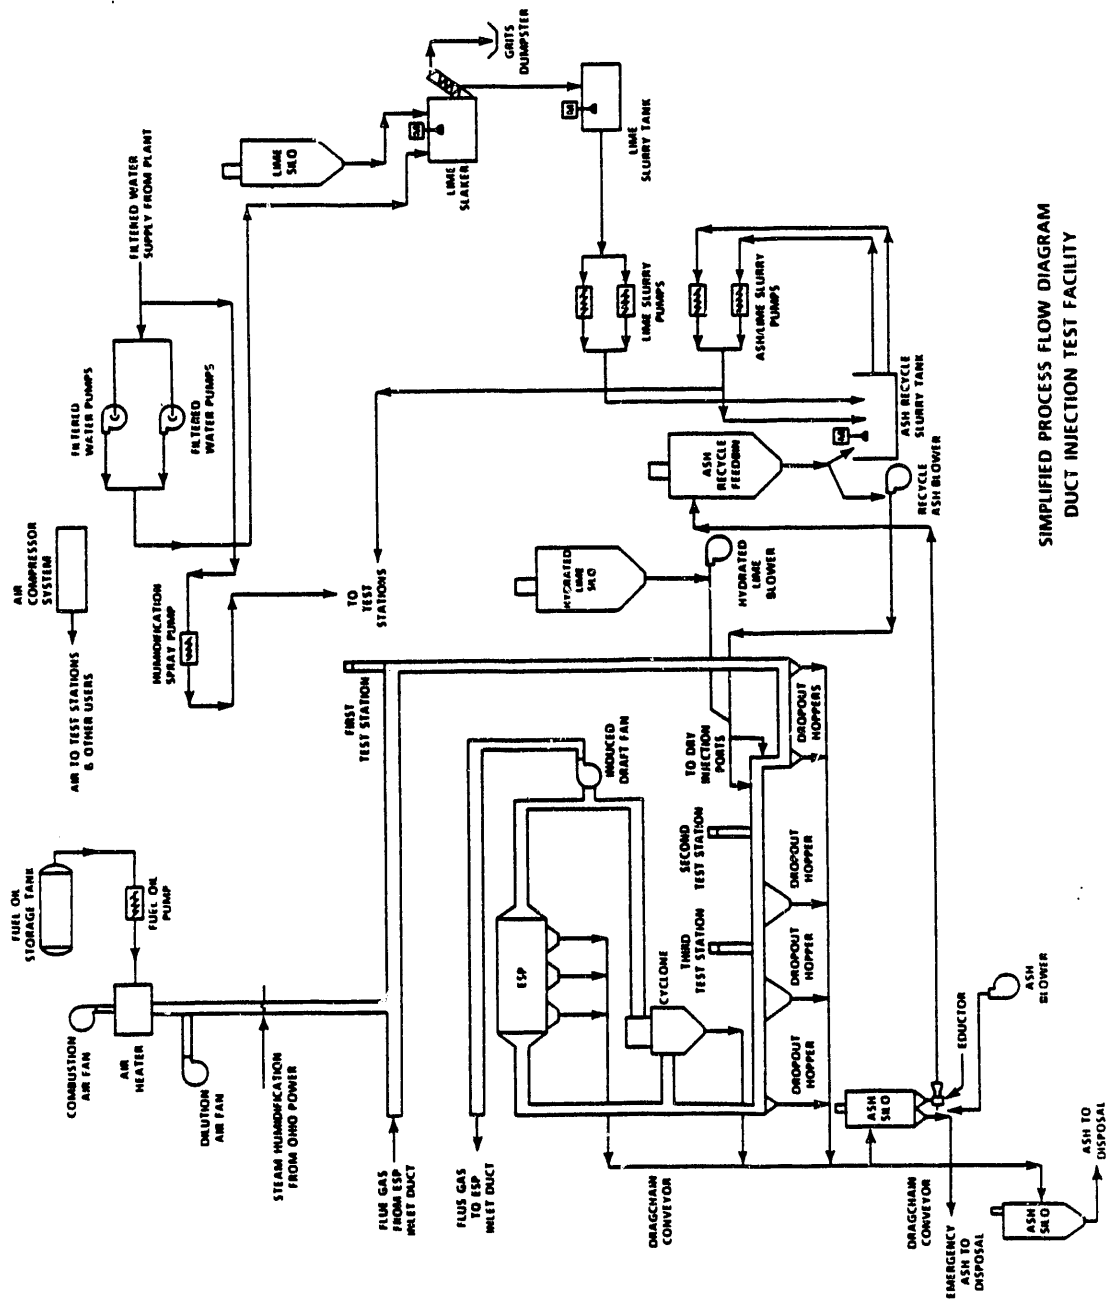 AIR
COMPRESSOR
SYSTEM
AIR TO TEST STATIONS
& OTHER USERS
FILTERED
WATER PUMPS
FILTERED
WATER PUMPS
FILTERED WATER
SUPPLY FROM PLANT
HUMIDIFICATION
SPRAY PUMP
LIME
SILO
M
LIME
SLAKER
GRITS
DUMPSTER
M
LIME
SLURRY TANK
LIME SLURRY
PUMPS
ASH/LIME SLURRY
PUMPS
TO
TEST
STATIONS
ASH
RECYCLE
FEEDBIN
M
ASH RECYCLE
SLURRY TANK
RECYCLE
ASH BLOWER
HYDRATED
LIME
SILO
HYDRATED
LIME
BLOWER
FUEL OIL
STORAGE TANK
FUEL OIL
PUMP
COMBUSTION
AIR FAN
AIR
HEATER
DILUTION
AIR FAN
STEAM HUMIDIFICATION
FROM OHIO POWER
FIRST
TEST STATION
FLUE GAS
FROM ESP
INLET DUCT
FLUS GAS
TO ESP
INLET DUCT
INDUCED
DRAFT FAN
ESP
CYCLONE
TO DRY
INJECTION
PORTS
DROPOUT
HOPPERS
SECOND
TEST STATION
DROPOUT
HOPPER
THIRD
TEST STATION
DROPOUT
HOPPER
DROPOUT
HOPPER
DRAGCHAIN
CONVEYOR
ASH
SILO
EDUCTOR
ASH
BLOWER
DRAGCHAIN
CONVEYOR
EMERGENCY
ASH TO
DISPOSAL
ASH
SILO
ASH TO
DISPOSAL
SIMPLIFIED PROCESS FLOW DIAGRAM
DUCT INJECTION TEST FACILITY